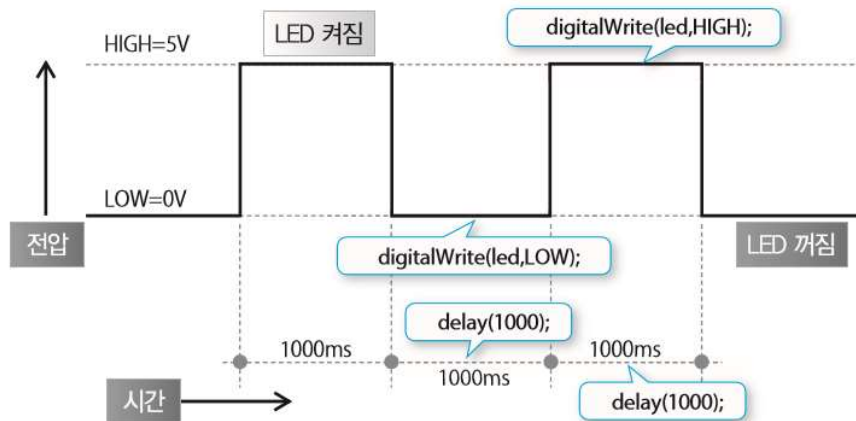 LED 켜짐
digitalWrite(led,HIGH);
HIGH=5V
LOW=0V
전압
digitalWrite(led,LOW);
LED 꺼짐
delay(1000);
1000ms
1000ms
1000ms
시간
delay(1000);